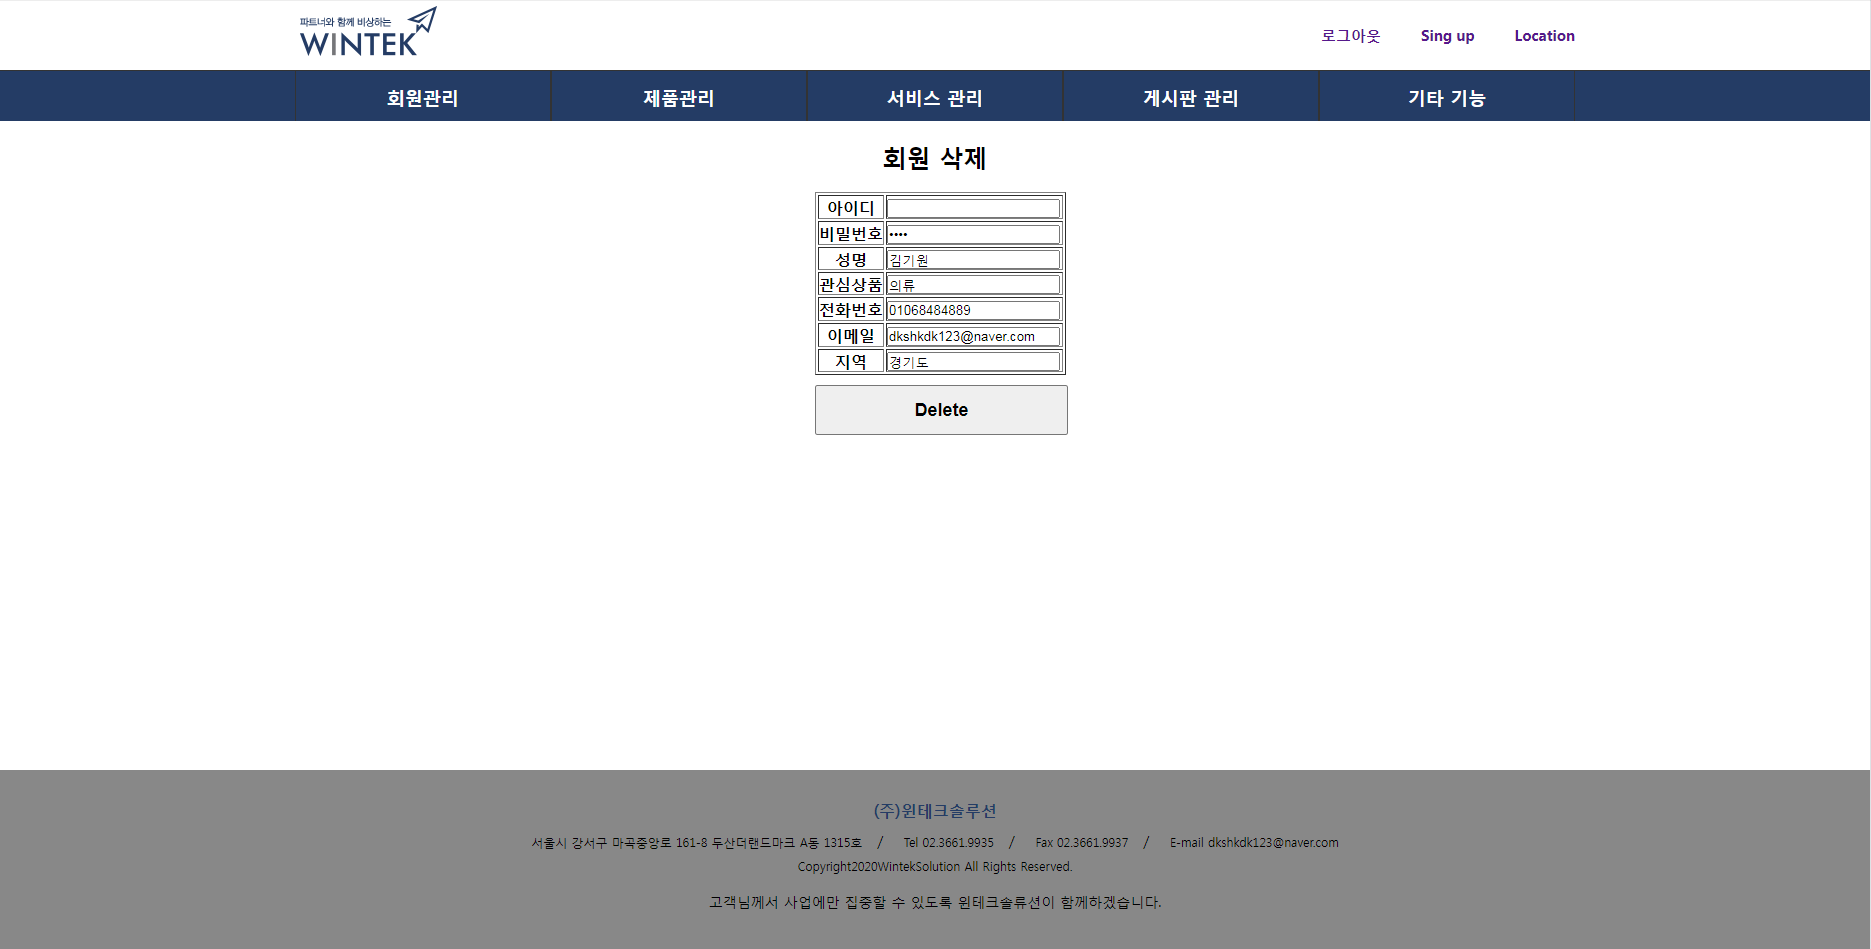 파트너와 함께 비상하는
WINTEK
로그아웃 Sing up Location
회원관리 제품관리 서비스 관리 게시판 관리 기타 기능
회원 삭제
아이디
비밀번호 ••••
성명 김기원
관심상품 의류
전화번호 01068484889
이메일 dkshkdk123@naver.com
지역 경기도
Delete
(주)윈테크솔루션
서울시 강서구 마곡중앙로 161-8 두산더랜드마크 A동 1315호 / Tel 02.3661.9935 / Fax 02.3661.9937 / E-mail dkshkdk123@naver.com
Copyright2020WintekSolution All Rights Reserved.
고객님께서 사업에만 집중할 수 있도록 윈테크솔류션이 함께하겠습니다.